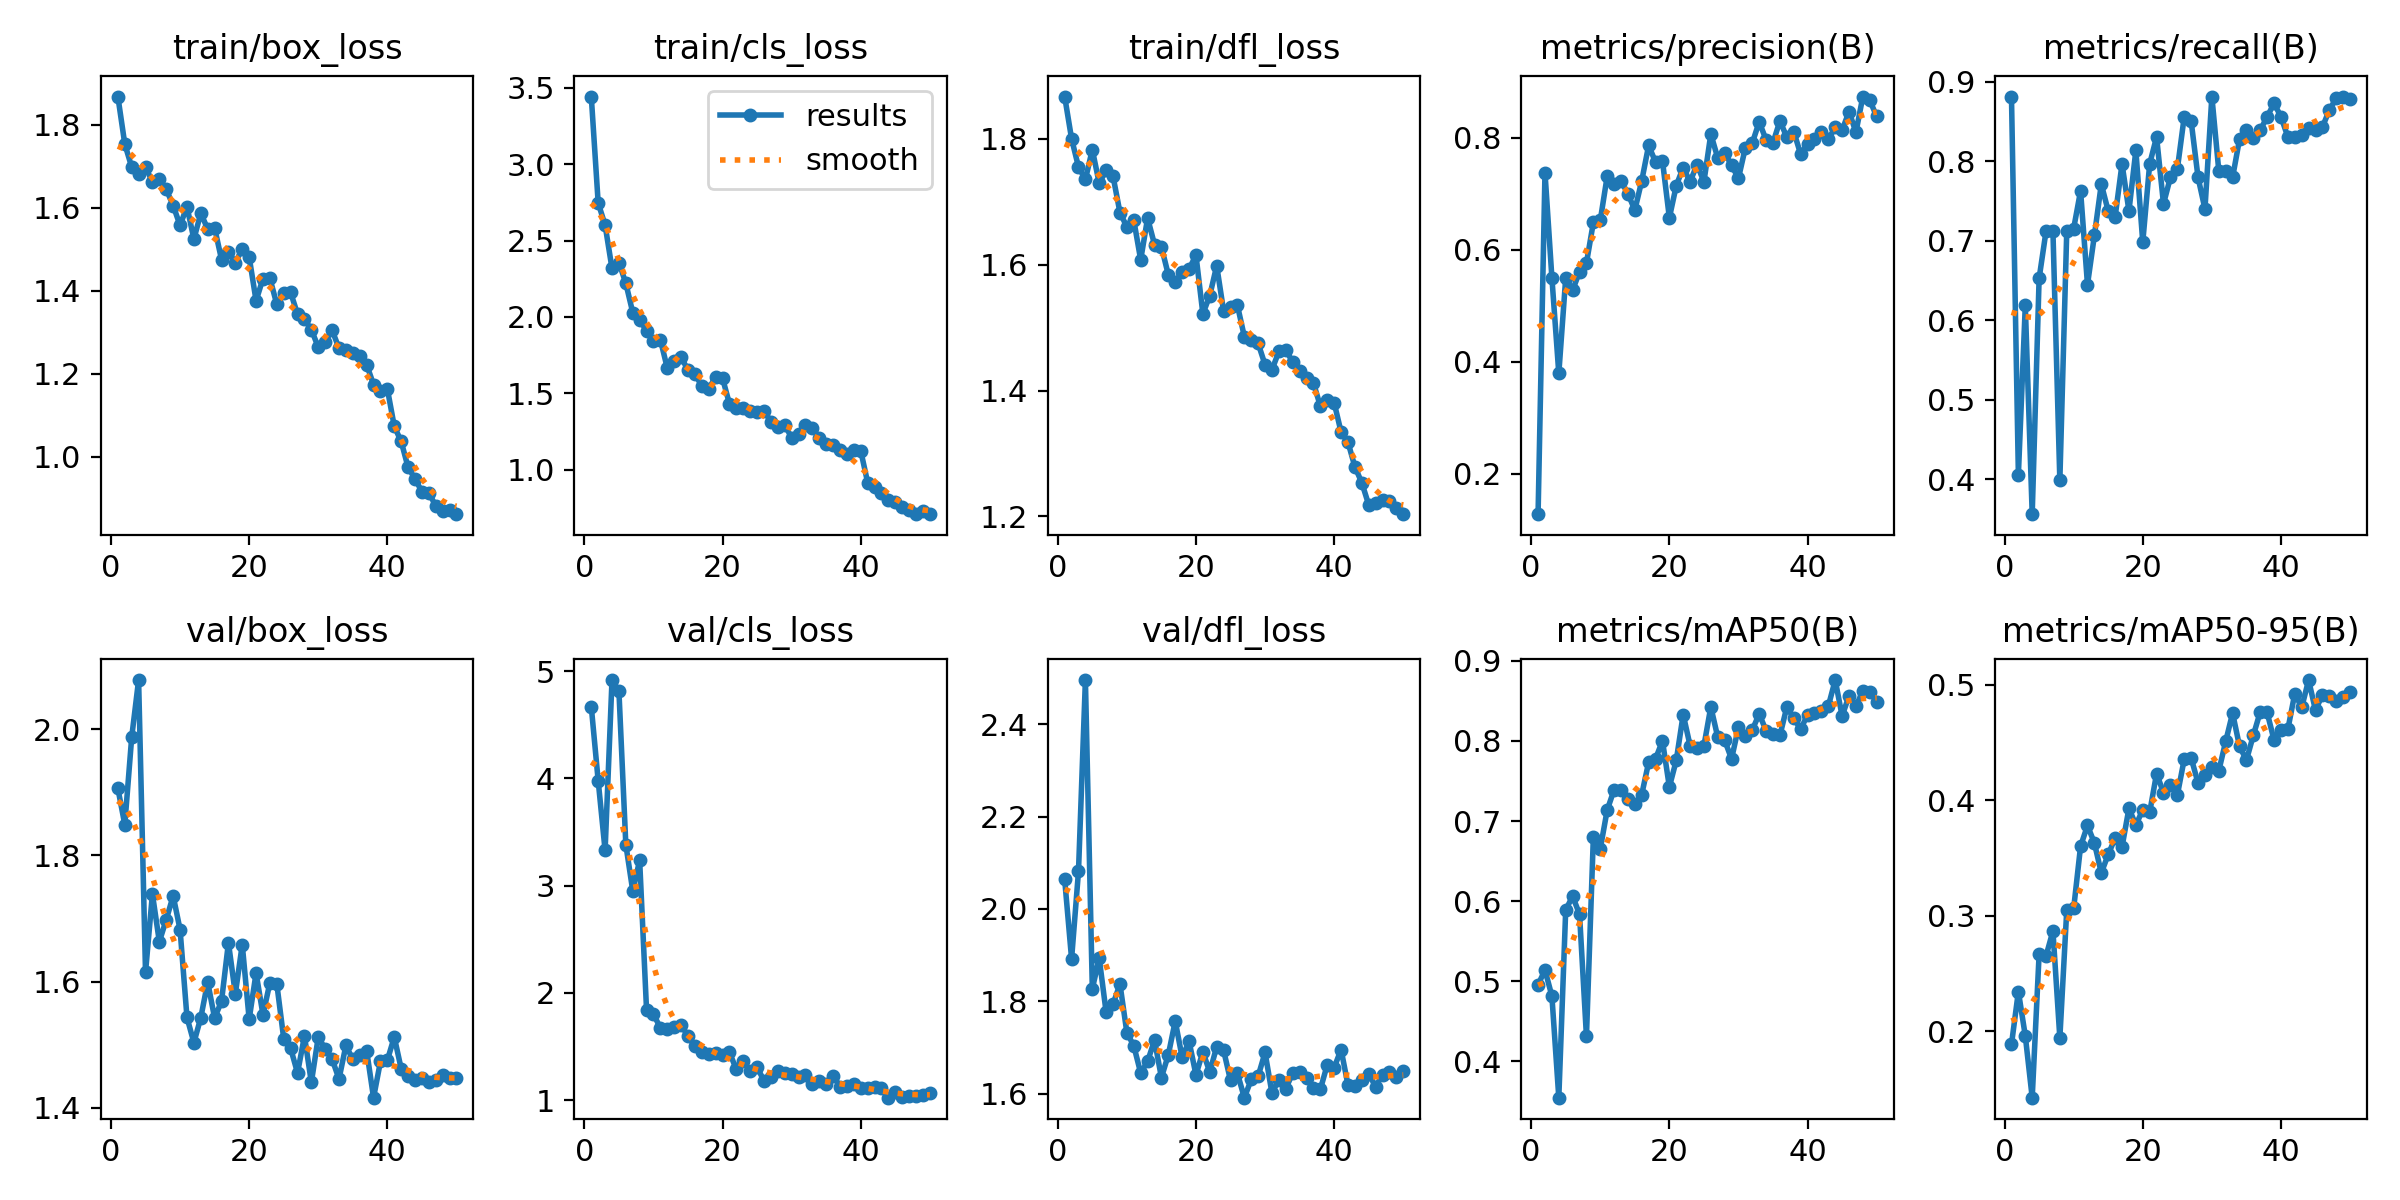 train/box_loss
1.8
1.6
1.4
1.2
1.0
0 20 40
train/cls_loss
results
smooth
3.5
3.0
2.5
2.0
1.5
1.0
0 20 40
train/dfl_loss
1.8
1.6
1.4
1.2
0 20 40
metrics/precision(B)
0.8
0.6
0.4
0.2
0 20 40
metrics/recall(B)
0.9
0.8
0.7
0.6
0.5
0.4
0 20 40
val/box_loss
2.0
1.8
1.6
1.4
0 20 40
val/cls_loss
5
4
3
2
1
0 20 40
val/dfl_loss
2.4
2.2
2.0
1.8
1.6
0 20 40
metrics/mAP50(B)
0.9
0.8
0.7
0.6
0.5
0.4
0 20 40
metrics/mAP50-95(B)
0.5
0.4
0.3
0.2
0 20 40